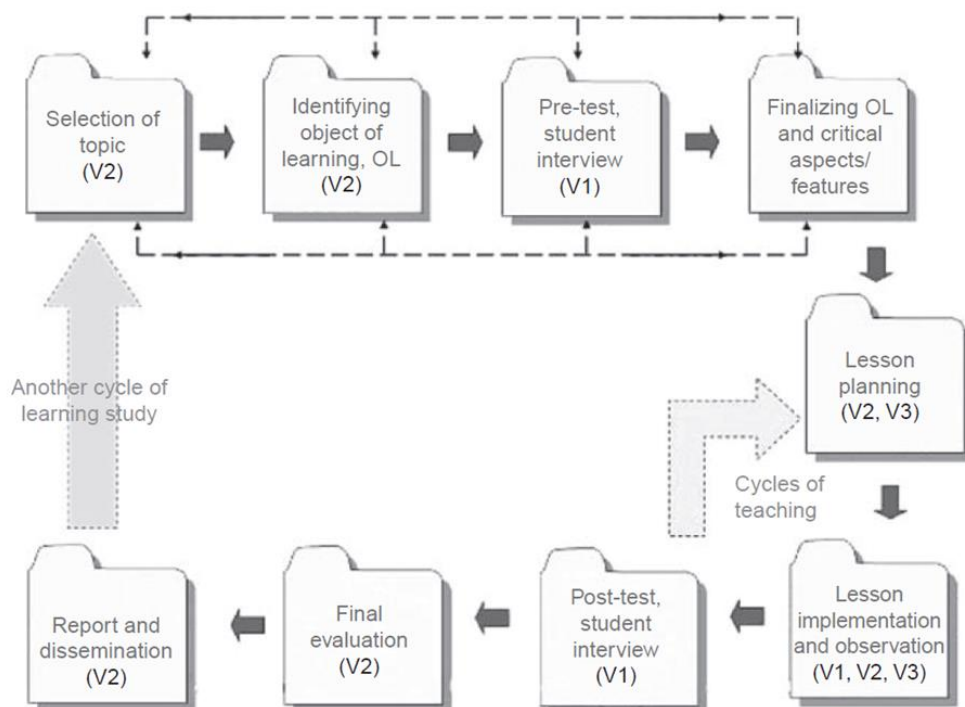 Selection of
topic
(V2)
Identifying
object of
learning, OL
(V2)
Pre-test,
student
interview
(V1)
Finalizing OL
and critical
aspects/
features
Lesson
planning
(V2, V3)
Another cycle of
learning study
Cycles of
teaching
Lesson
implementation
and observation
(V1, V2, V3)
Post-test,
student
interview
(V1)
Final
evaluation
(V2)
Report and
dissemination
(V2)